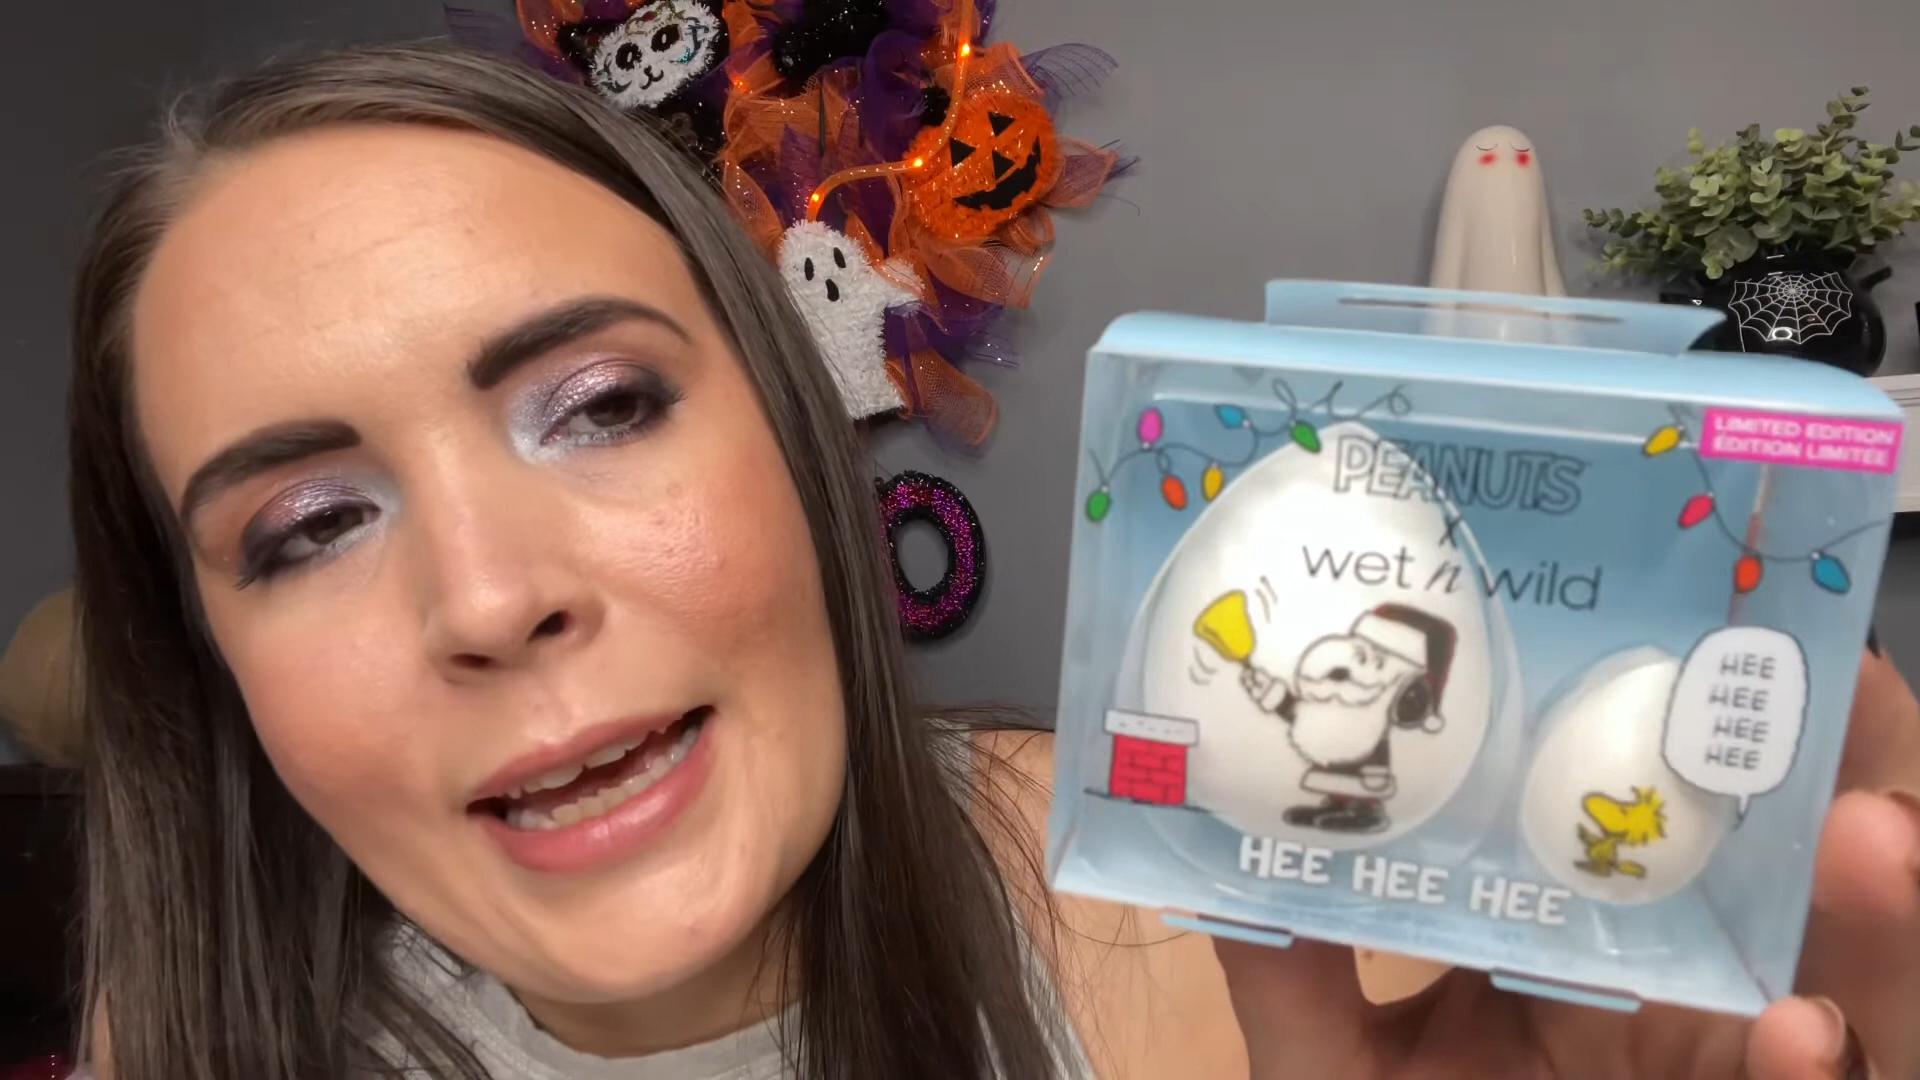 LIMITED EDITION
ÉDITION LIMITÉE
PEANUTS
x
wet n wild
HEE
HEE
HEE
HEE
HEE HEE HEE